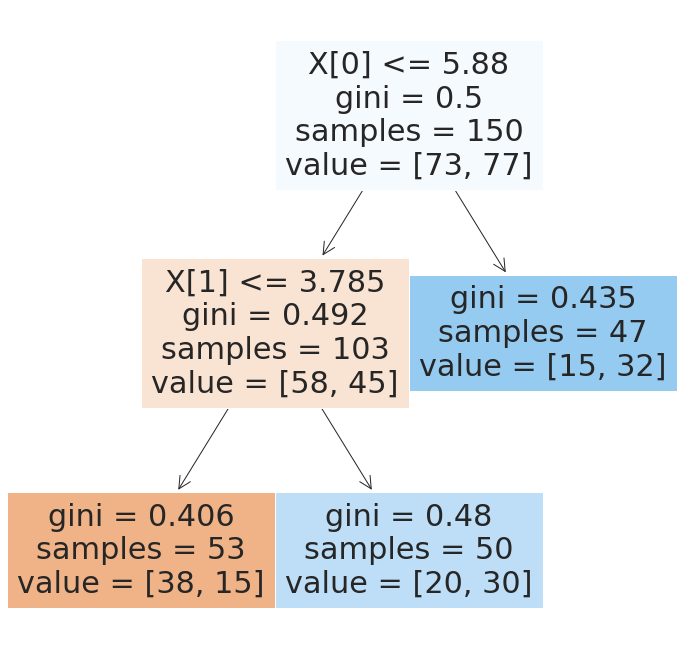 X[0] <= 5.88
gini = 0.5
samples = 150
value = [73, 77]
X[1] <= 3.785
gini = 0.492
samples = 103
value = [58, 45]
gini = 0.435
samples = 47
value = [15, 32]
gini = 0.406
samples = 53
value = [38, 15]
gini = 0.48
samples = 50
value = [20, 30]